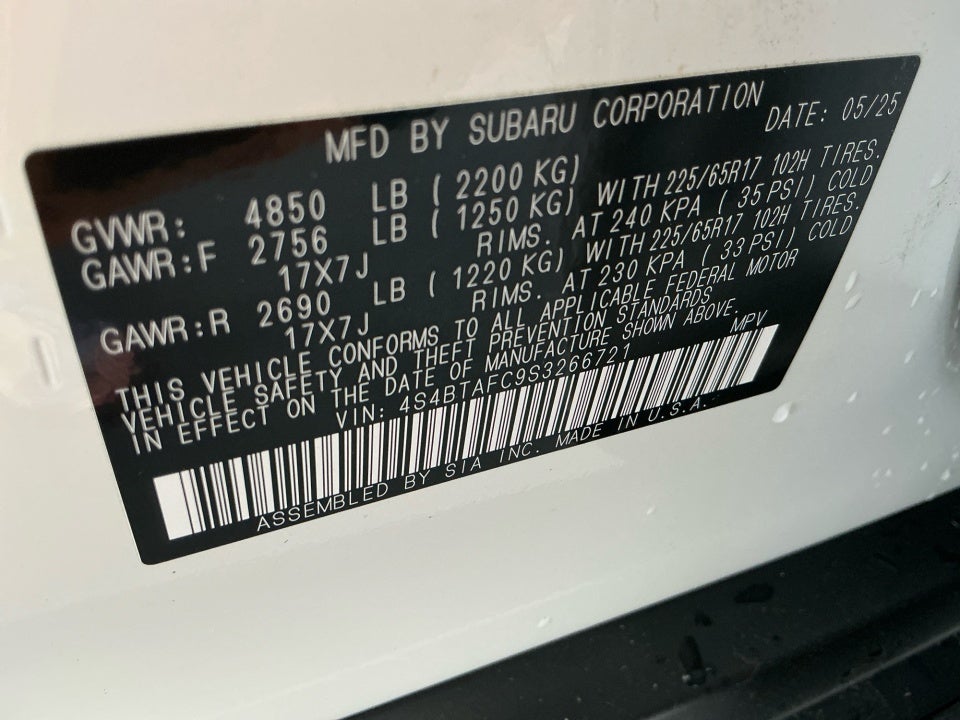 MFD BY SUBARU CORPORATION DATE: 05/25
GVWR: 4850 LB ( 2200 KG)
GAWR:F 2756 LB ( 1250 KG) WITH 225/65R17 102H TIRES.
17X7J RIMS. AT 240 KPA ( 35 PSI) COLD
GAWR:R 2690 LB ( 1220 KG) WITH 225/65R17 102H TIRES.
17X7J RIMS. AT 230 KPA ( 33 PSI) COLD
THIS VEHICLE CONFORMS TO ALL APPLICABLE FEDERAL MOTOR
VEHICLE SAFETY AND THEFT PREVENTION STANDARDS
IN EFFECT ON THE DATE OF MANUFACTURE SHOWN ABOVE.
VIN: 4S4BTAFC9S3266721 MPV
ASSEMBLED BY SIA INC. MADE IN U.S.A.